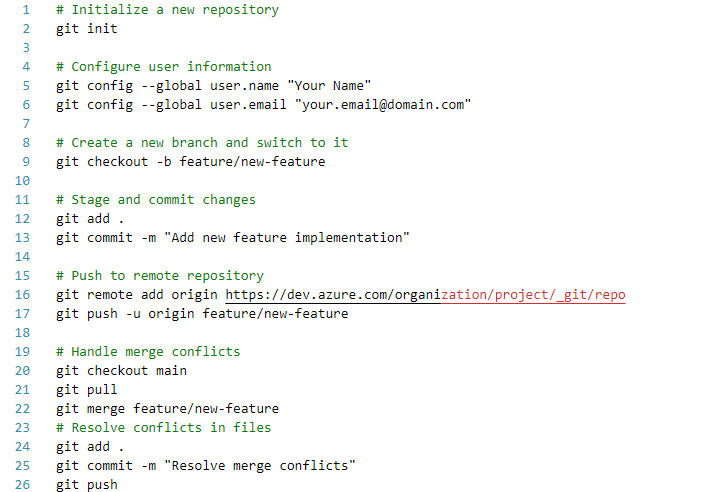 1 # Initialize a new repository
2 git init
3
4 # Configure user information
5 git config --global user.name "Your Name"
6 git config --global user.email "your.email@domain.com"
7
8 # Create a new branch and switch to it
9 git checkout -b feature/new-feature
10
11 # Stage and commit changes
12 git add .
13 git commit -m "Add new feature implementation"
14
15 # Push to remote repository
16 git remote add origin https://dev.azure.com/organization/project/_git/repo
17 git push -u origin feature/new-feature
18
19 # Handle merge conflicts
20 git checkout main
21 git pull
22 git merge feature/new-feature
23 # Resolve conflicts in files
24 git add .
25 git commit -m "Resolve merge conflicts"
26 git push